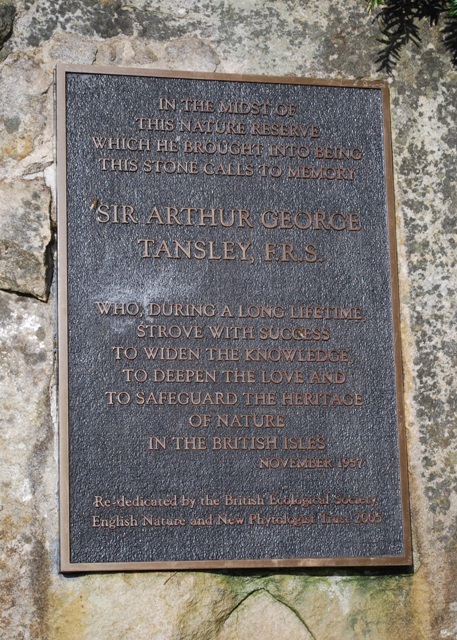 IN THE MIDST OF
THIS NATURE RESERVE
WHICH HE BROUGHT INTO BEING
THIS STONE CALLS TO MEMORY
SIR ARTHUR GEORGE
TANSLEY, F.R.S.
WHO, DURING A LONG LIFETIME
STROVE WITH SUCCESS
TO WIDEN THE KNOWLEDGE
TO DEEPEN THE LOVE AND
TO SAFEGUARD THE HERITAGE
OF NATURE
IN THE BRITISH ISLES
NOVEMBER 1957
Re-dedicated by the British Ecological Society,
English Nature and New Phytologist Trust 2005